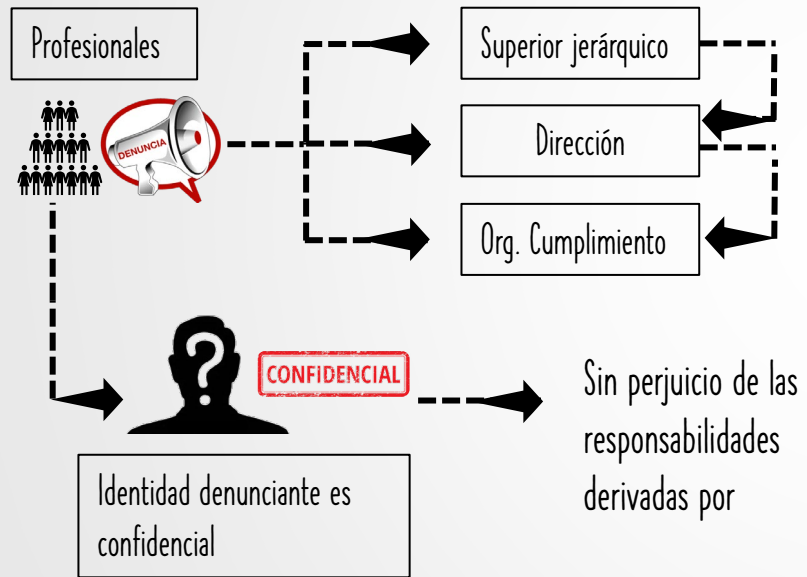 Profesionales
DENUNCIA
Superior jerárquico
Dirección
Org. Cumplimiento
?
CONFIDENCIAL
Identidad denunciante es
confidencial
Sin perjuicio de las
responsabilidades
derivadas por